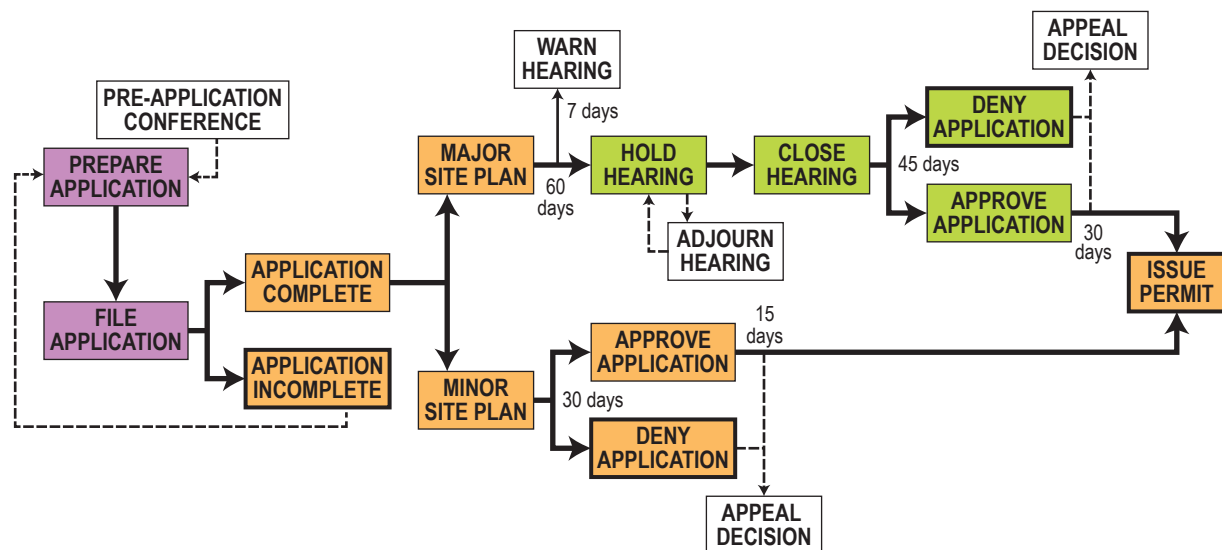 PRE-APPLICATION
CONFERENCE
PREPARE
APPLICATION
FILE
APPLICATION
APPLICATION
COMPLETE
APPLICATION
INCOMPLETE
MAJOR
SITE PLAN
60
days
WARN
HEARING
7 days
HOLD
HEARING
ADJOURN
HEARING
CLOSE
HEARING
45 days
DENY
APPLICATION
APPROVE
APPLICATION
APPEAL
DECISION
30
days
ISSUE
PERMIT
MINOR
SITE PLAN
30 days
APPROVE
APPLICATION
15
days
DENY
APPLICATION
APPEAL
DECISION